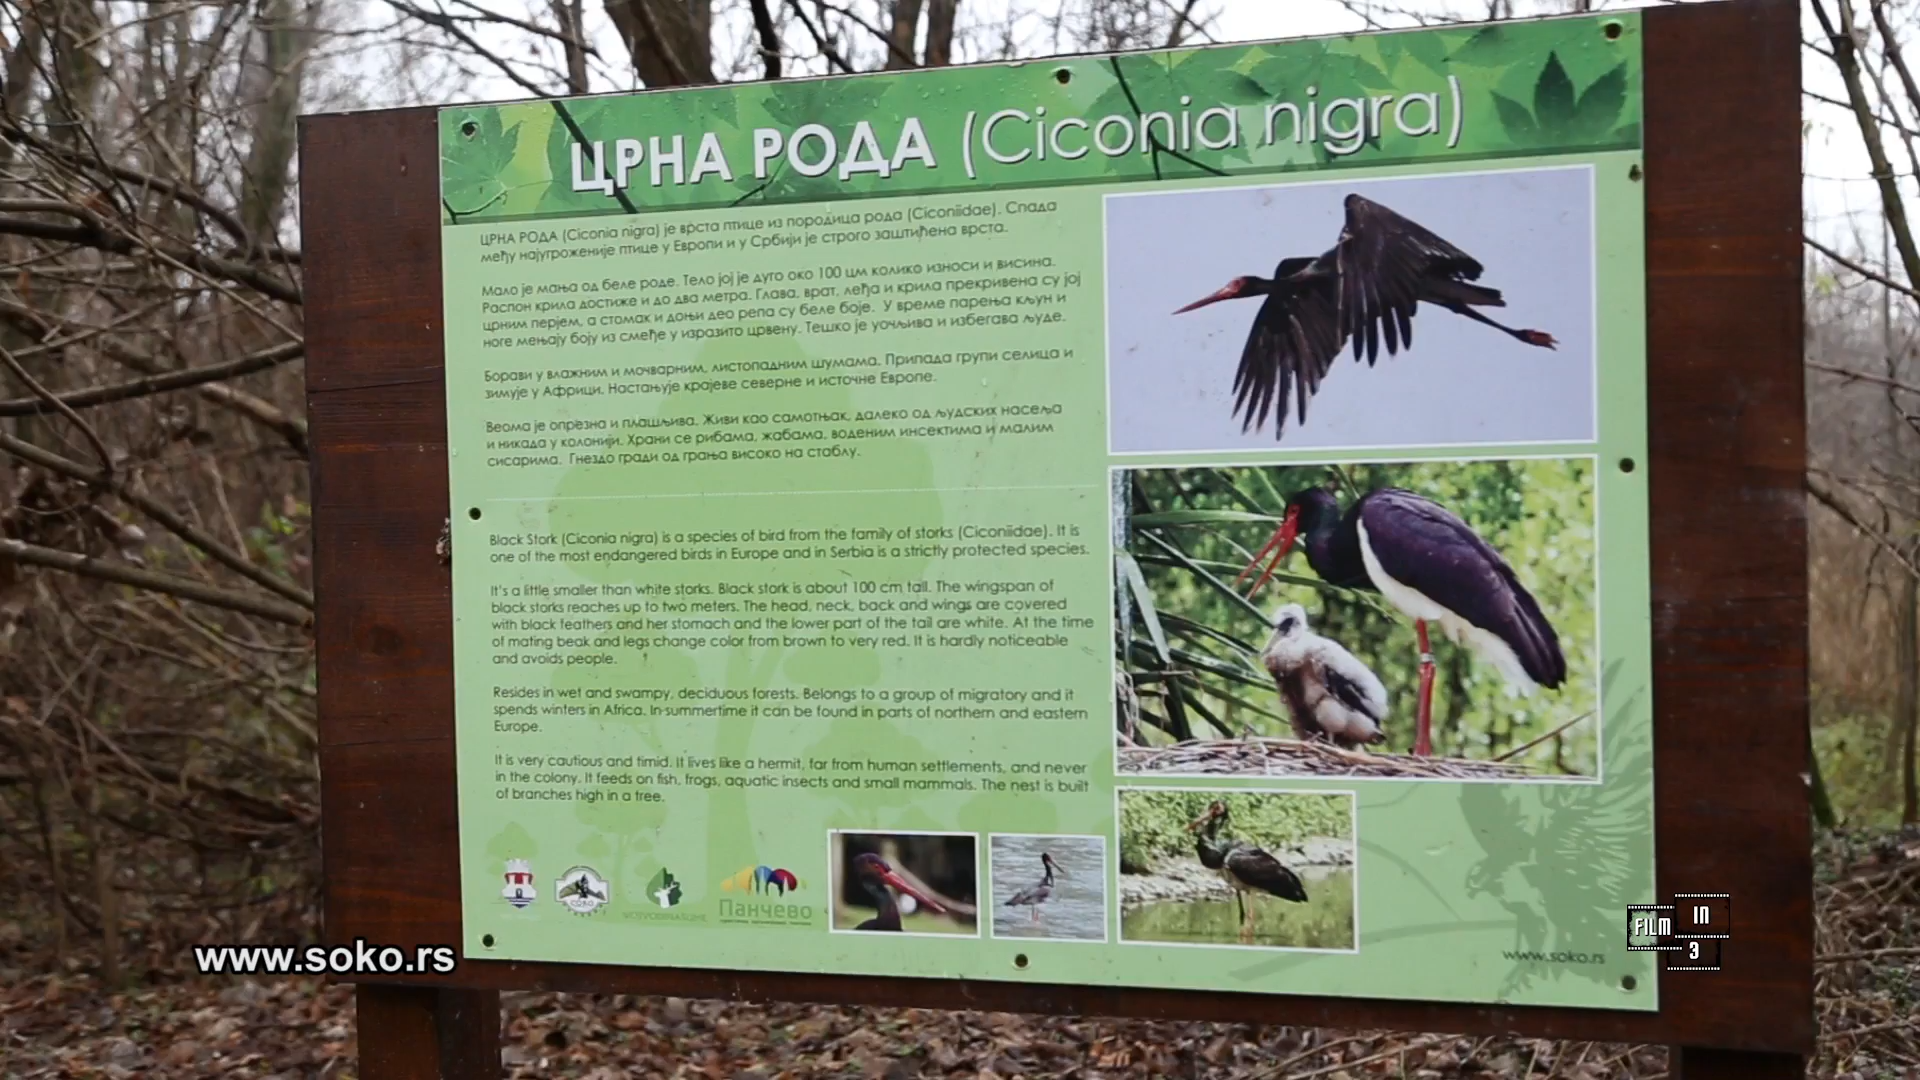 ЦРНА РОДА (Ciconia nigra)
ЦРНА РОДА (Ciconia nigra) је врста птице из породица рода (Ciconiidae). Спада
међу најугроженије птице у Европи и у Србији је строго заштићена врста.
Мало је мања од беле роде. Тело јој је дуго око 100 цм колико износи и висина.
Распон крила достиже и до два метра. Глава, врат, леђа и крила прекривена су јој
црним перјем, а стомак и доњи део репа су беле боје. У време парења кљун и
ноге мењају боју из смеђе у изразито црвену. Тешко је уочљива и избегава људе.
Борави у влажним и мочварним, листопадним шумама. Припада групи селица и
зимује у Африци. Настањује крајеве северне и источне Европе.
Веома је опрезна и плашљива. Живи као самотњак, далеко од људских насеља
и никада у колонији. Храни се рибама, жабама, воденим инсектима и малим
сисарима. Гнездо гради од грања високо на стаблу.
Black Stork (Ciconia nigra) is a species of bird from the family of storks (Ciconiidae). It is
one of the most endangered birds in Europe and in Serbia is a strictly protected species.
It's a little smaller than white storks. Black stork is about 100 cm tall. The wingspan of
black storks reaches up to two meters. The head, neck, back and wings are covered
with black feathers and her stomach and the lower part of the tail are white. At the time
of mating beak and legs change color from brown to very red. It is hardly noticeable
and avoids people.
Resides in wet and swampy, deciduous forests. Belongs to a group of migratory and it
spends winters in Africa. In summertime it can be found in parts of northern and eastern
Europe.
It is very cautious and timid. It lives like a hermit, far from human settlements, and never
in the colony. It feeds on fish, frogs, aquatic insects and small mammals. The nest is built
of branches high in a tree.
СОКО
VOJVODINAŠUME
Панчево
www.soko.rs
www.soko.rs
FILM IN 3